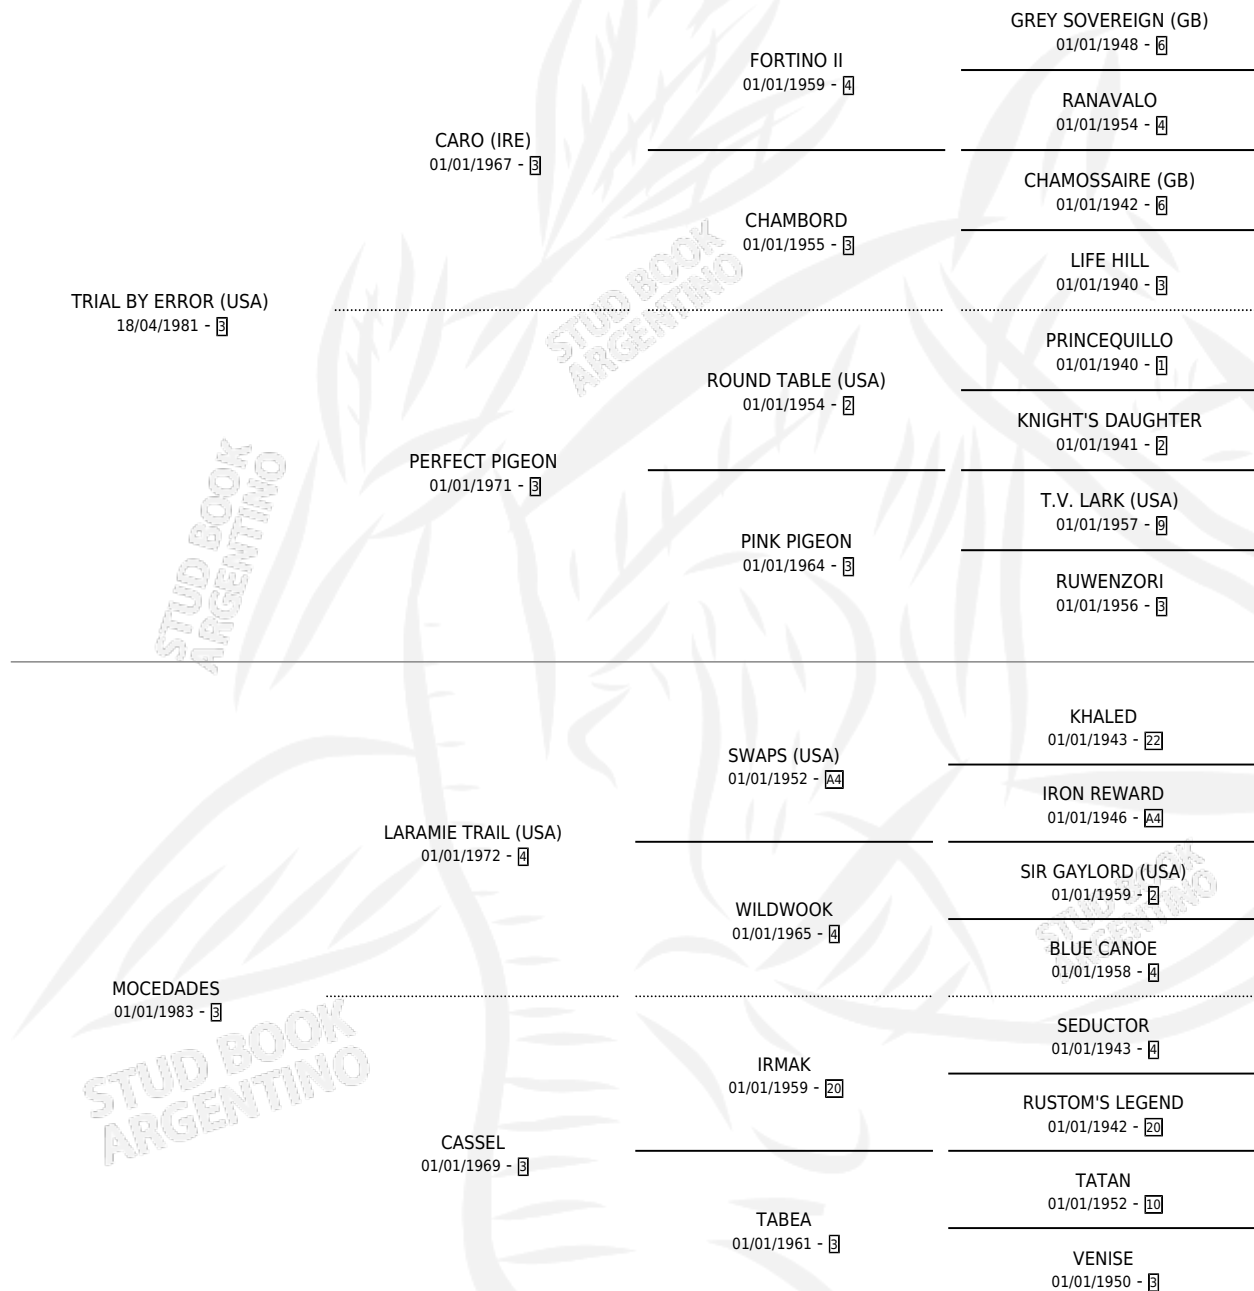 GREY SOVEREIGN (GB)
01/01/1948 - 6
FORTINO II
01/01/1959 - 4
RANAVALO
01/01/1954 - 4
CARO (IRE)
01/01/1967 - 3
CHAMOSSAIRE (GB)
01/01/1942 - 6
CHAMBORD
01/01/1955 - 3
LIFE HILL
01/01/1940 - 3
TRIAL BY ERROR (USA)
18/04/1981 - 3
STUD BOOK
ARGENTINO
PRINCEQUILLO
01/01/1940 - 1
ROUND TABLE (USA)
01/01/1954 - 2
KNIGHT'S DAUGHTER
01/01/1941 - 2
PERFECT PIGEON
01/01/1971 - 3
T.V. LARK (USA)
01/01/1957 - 9
PINK PIGEON
01/01/1964 - 3
RUWENZORI
01/01/1956 - 3
STUD BOOK
ARGENTINO
KHALED
01/01/1943 - 22
SWAPS (USA)
01/01/1952 - A4
IRON REWARD
01/01/1946 - A4
LARAMIE TRAIL (USA)
01/01/1972 - 4
SIR GAYLORD (USA)
01/01/1959 - 2
WILDWOOK
01/01/1965 - 4
BLUE CANOE
01/01/1958 - 4
STUD BOOK
ARGENTINO
MOCEDADES
01/01/1983 - 3
SEDUCTOR
01/01/1943 - 4
IRMAK
01/01/1959 - 20
RUSTOM'S LEGEND
01/01/1942 - 20
STUD BOOK
ARGENTINO
CASSEL
01/01/1969 - 3
TATAN
01/01/1952 - 10
TABEA
01/01/1961 - 3
VENISE
01/01/1950 - 3